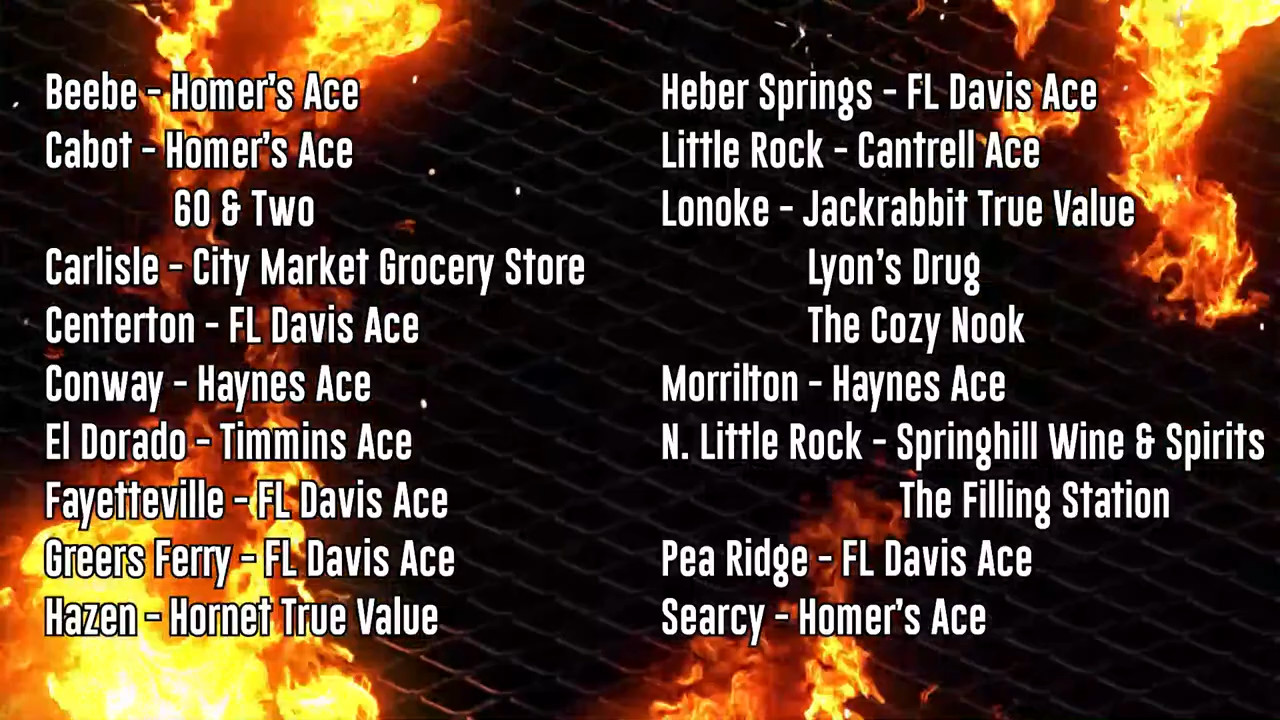 Beebe - Homer's Ace
Cabot - Homer's Ace
60 & Two
Carlisle - City Market Grocery Store
Centerton - FL Davis Ace
Conway - Haynes Ace
El Dorado - Timmins Ace
Fayetteville - FL Davis Ace
Greers Ferry - FL Davis Ace
Hazen - Hornet True Value
Heber Springs - FL Davis Ace
Little Rock - Cantrell Ace
Lonoke - Jackrabbit True Value
Lyon's Drug
The Cozy Nook
Morrilton - Haynes Ace
N. Little Rock - Springhill Wine & Spirits
The Filling Station
Pea Ridge - FL Davis Ace
Searcy - Homer's Ace